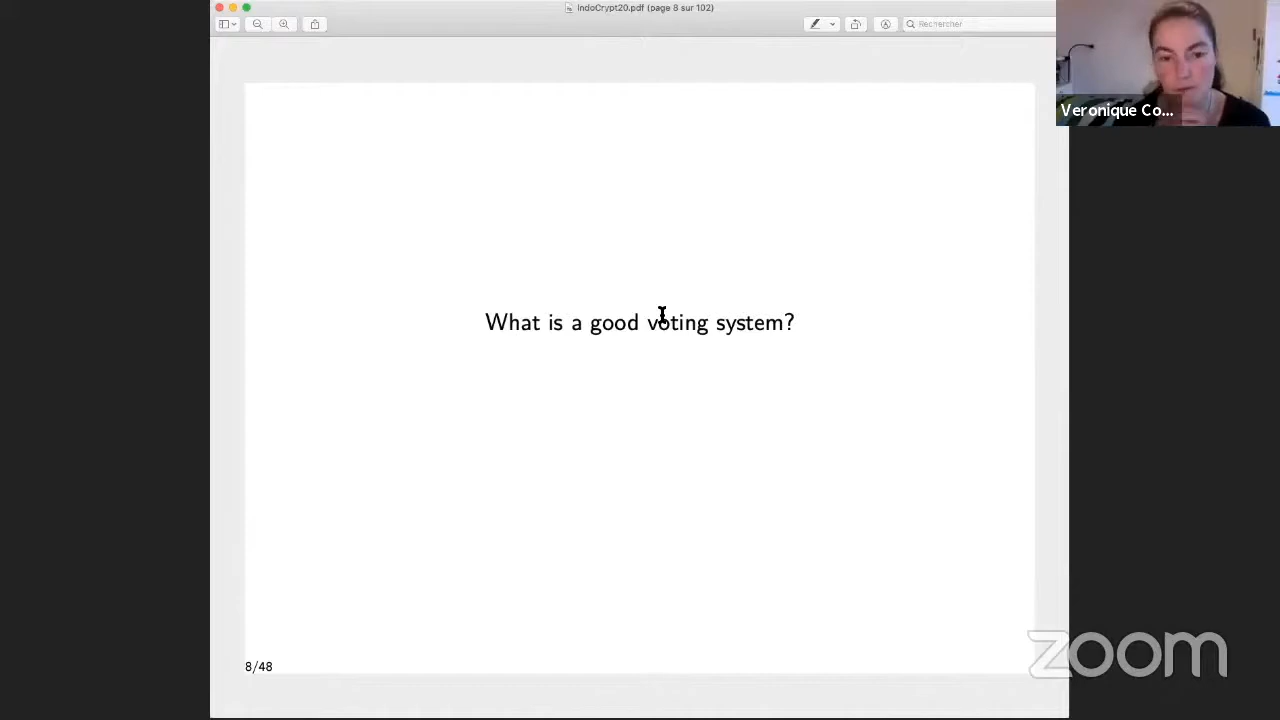 IndoCrypt20.pdf (page 8 sur 102)
Rechercher
Veronique Co...
What is a good voting system?
8/48
zoom